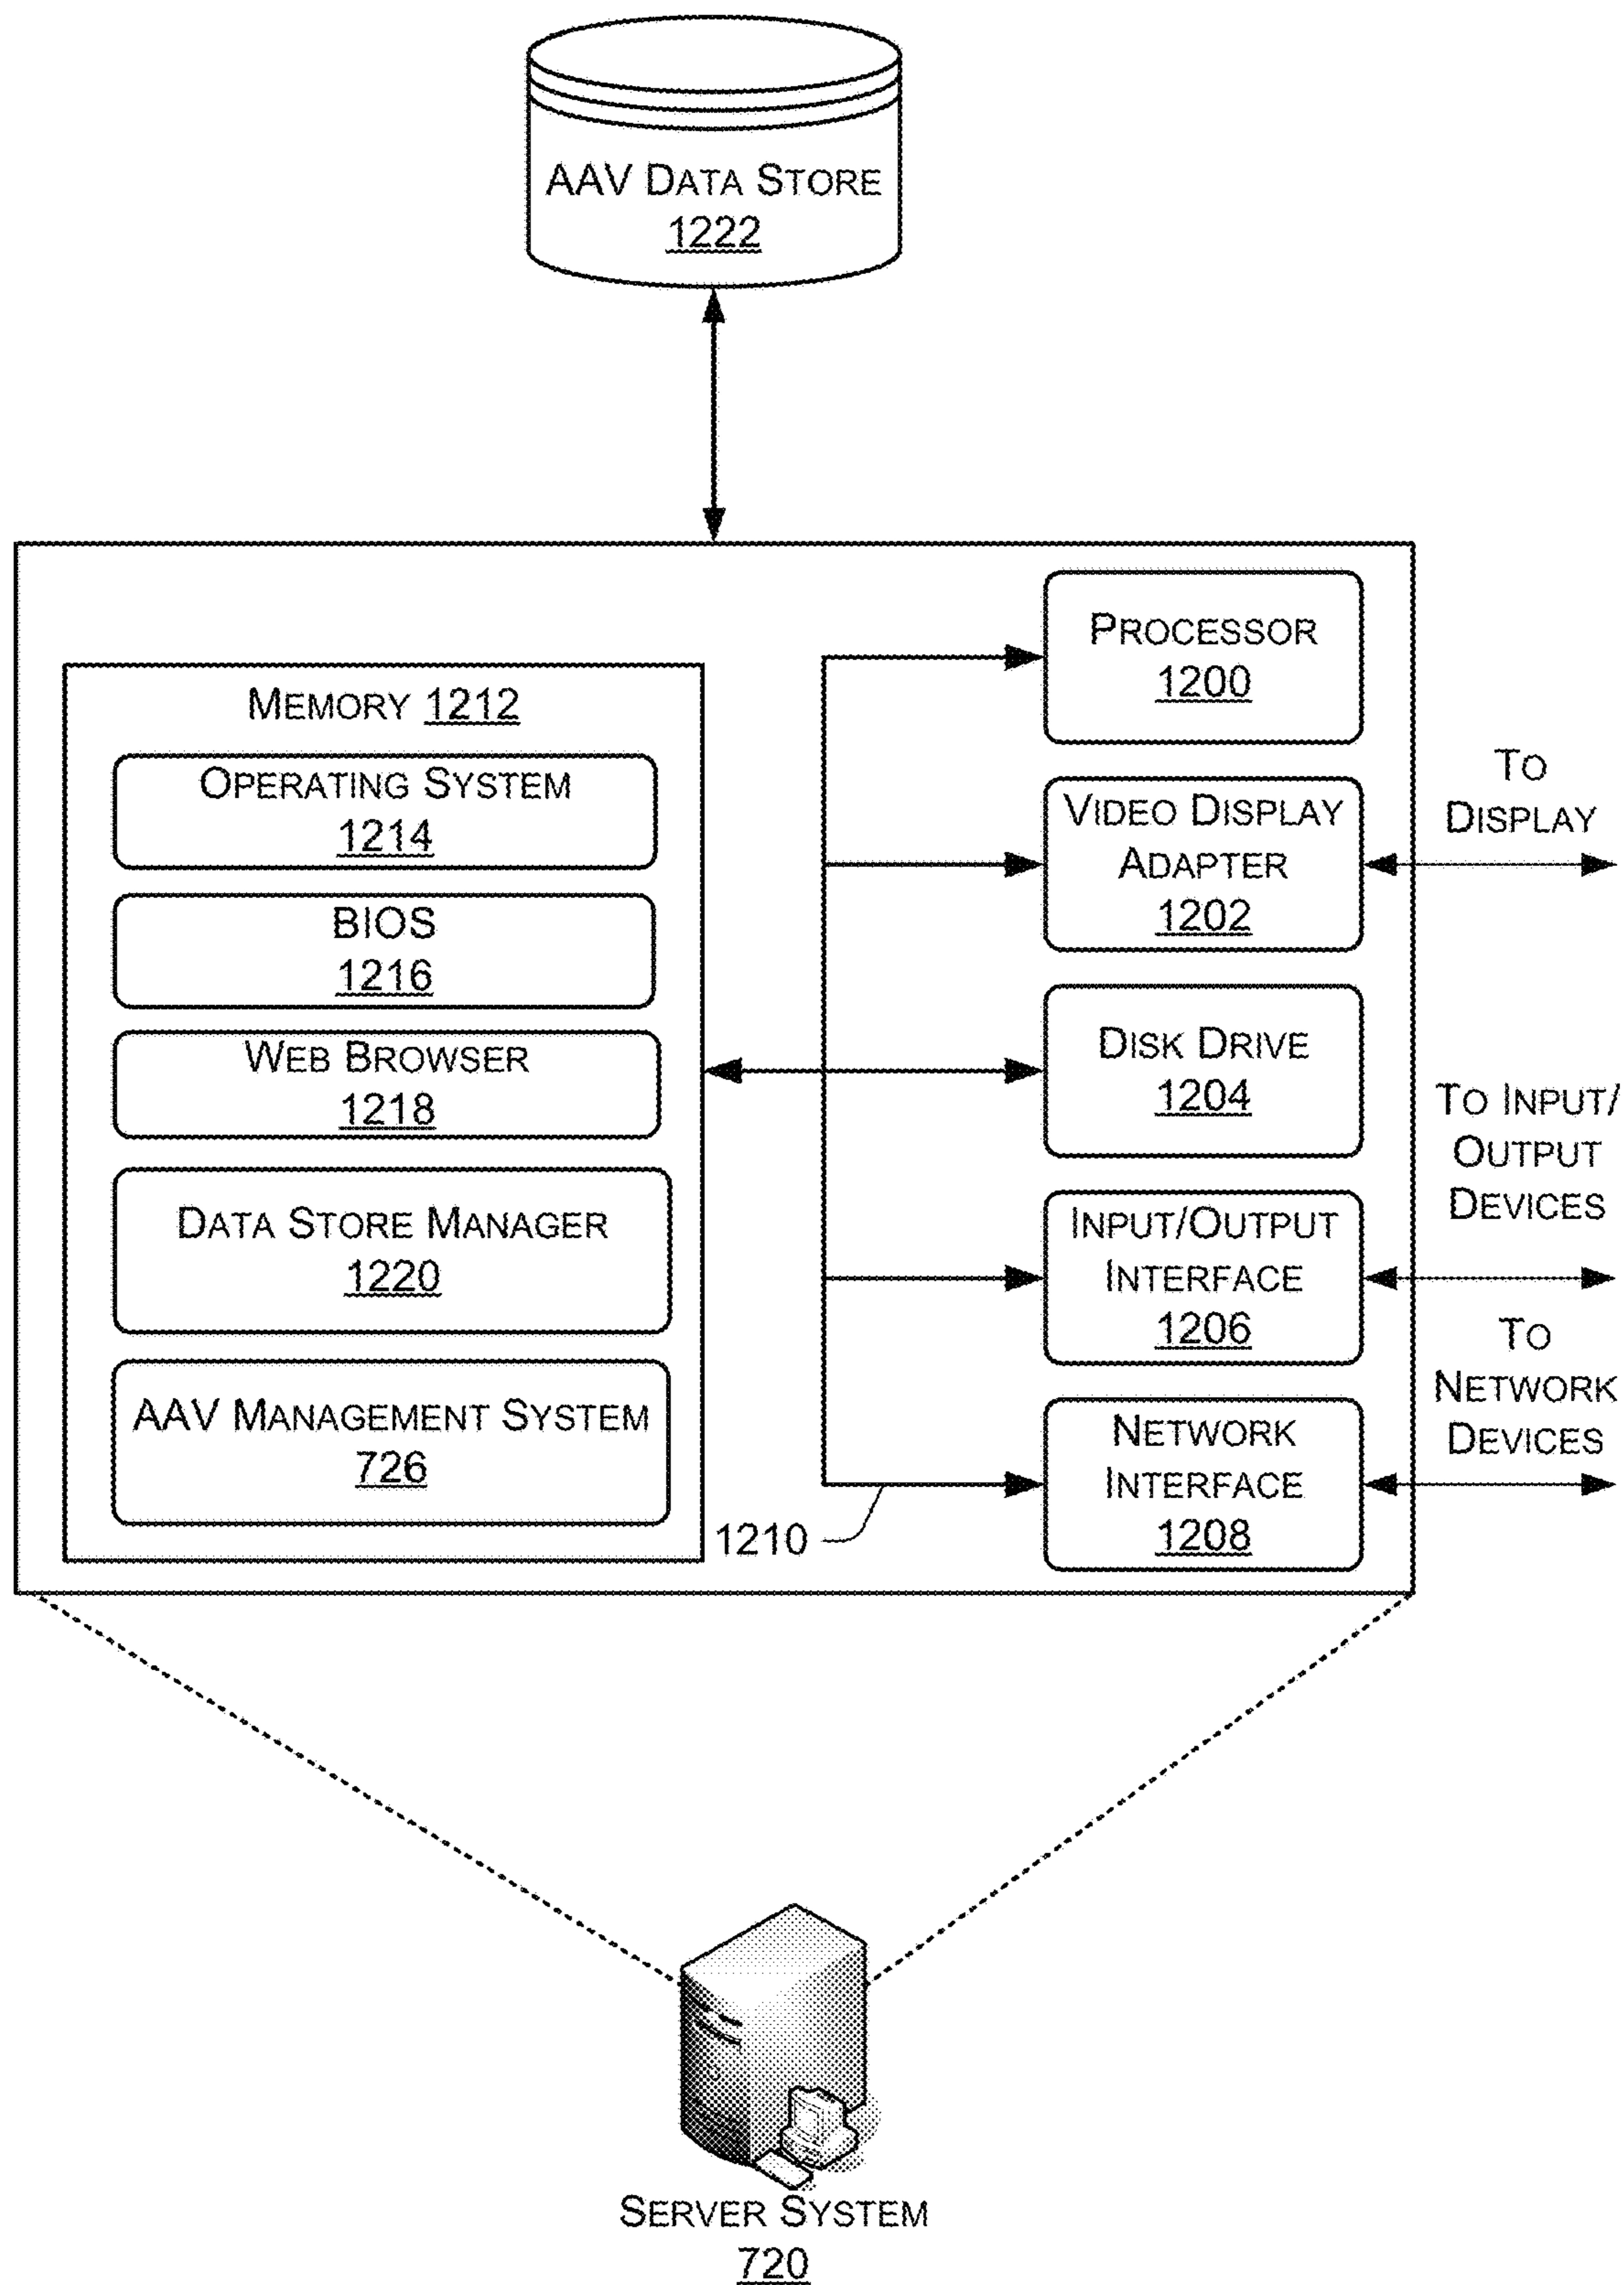 AAV DATA STORE
1222
MEMORY 1212
OPERATING SYSTEM
1214
BIOS
1216
WEB BROWSER
1218
DATA STORE MANAGER
1220
AAV MANAGEMENT SYSTEM
726
PROCESSOR
1200
VIDEO DISPLAY
ADAPTER
1202
DISK DRIVE
1204
INPUT/OUTPUT
INTERFACE
1206
NETWORK
INTERFACE
1208
1210
TO
DISPLAY
TO INPUT/
OUTPUT
DEVICES
TO
NETWORK
DEVICES
SERVER SYSTEM
720